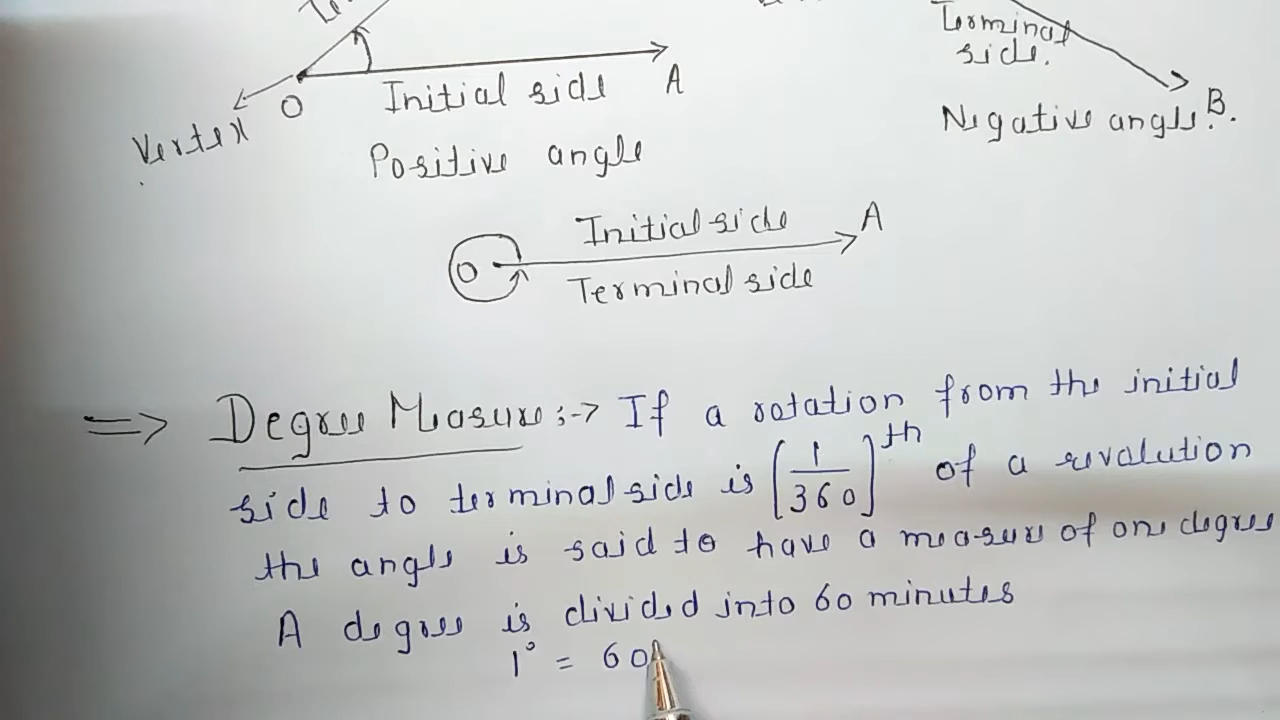 Terminal
side.
O
Initial side
A
Vertex
Positive angle
B.
Negative angle.
Initial side
A
O
Terminal side
=> Degree Measure :-> If a rotation from the initial
side to terminal side is [1/360]th of a revalution
the angle is said to have a measure of one degree
A degree is divided into 60 minutes
1° = 60